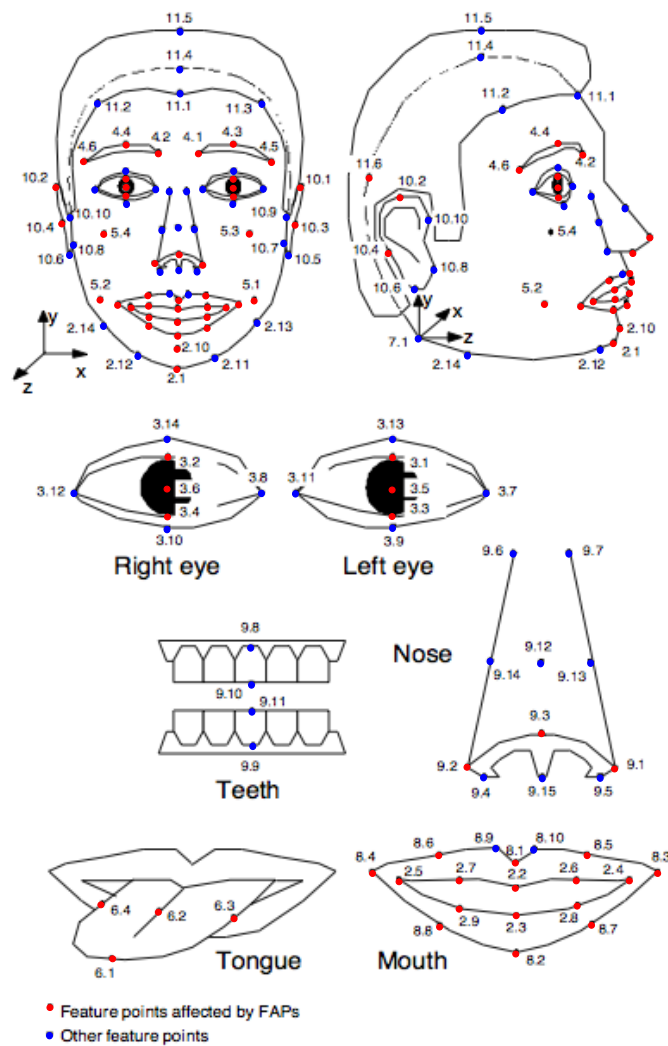 11.5
11.4
11.2 11.1 11.3
4.4 4.3
4.6 4.2 4.1 4.5
10.2 10.1
10.10 10.9
10.4 5.4 5.3 10.3
10.8 10.7
10.6 10.5
5.2 5.1
2.14 2.13
2.10
2.12 2.11
2.1
y
x
z
11.5
11.4
11.2 11.1
4.4
4.6 4.2
11.6 10.2
10.10
10.4 5.4
10.8
10.6
5.2
y x
z
7.1
2.10
2.14 2.12 2.1
3.14
3.2
3.12 3.6 3.8
3.4
3.10
Right eye
3.13
3.1
3.11 3.5 3.7
3.3
3.9
Left eye
9.8
9.10 9.11
9.9
Teeth
Nose
9.6 9.7
9.12
9.14 9.13
9.3
9.2 9.1
9.4 9.15 9.5
6.4 6.2 6.3
6.1
Tongue
8.9 8.10
8.6 8.1 8.5
8.4 8.3
2.5 2.7 2.2 2.6 2.4
2.9 2.3 2.8
8.8 8.7
8.2
Mouth
Feature points affected by FAPs
Other feature points